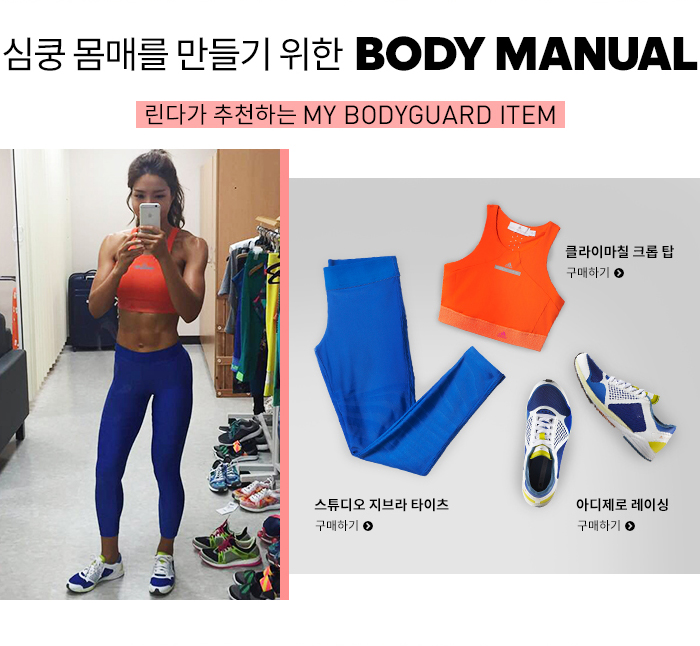 심쿵 몸매를 만들기 위한 BODY MANUAL
린다가 추천하는 MY BODYGUARD ITEM
클라이마칠 크롭 탑
구매하기
스튜디오 지브라 타이츠
구매하기
아디제로 레이싱
구매하기